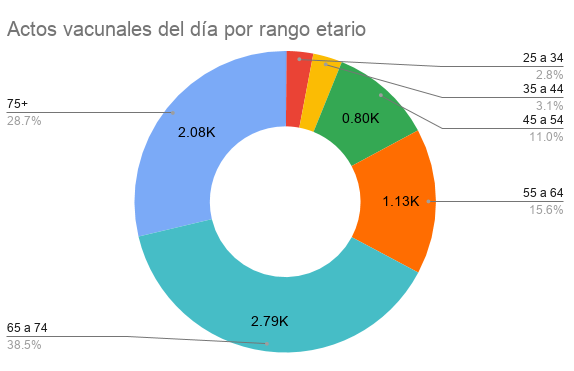 Actos vacunales del día por rango etario
25 a 34
2.8%
35 a 44
3.1%
45 a 54
11.0%
75+
28.7%
2.08K
0.80K
55 a 64
15.6%
1.13K
2.79K
65 a 74
38.5%